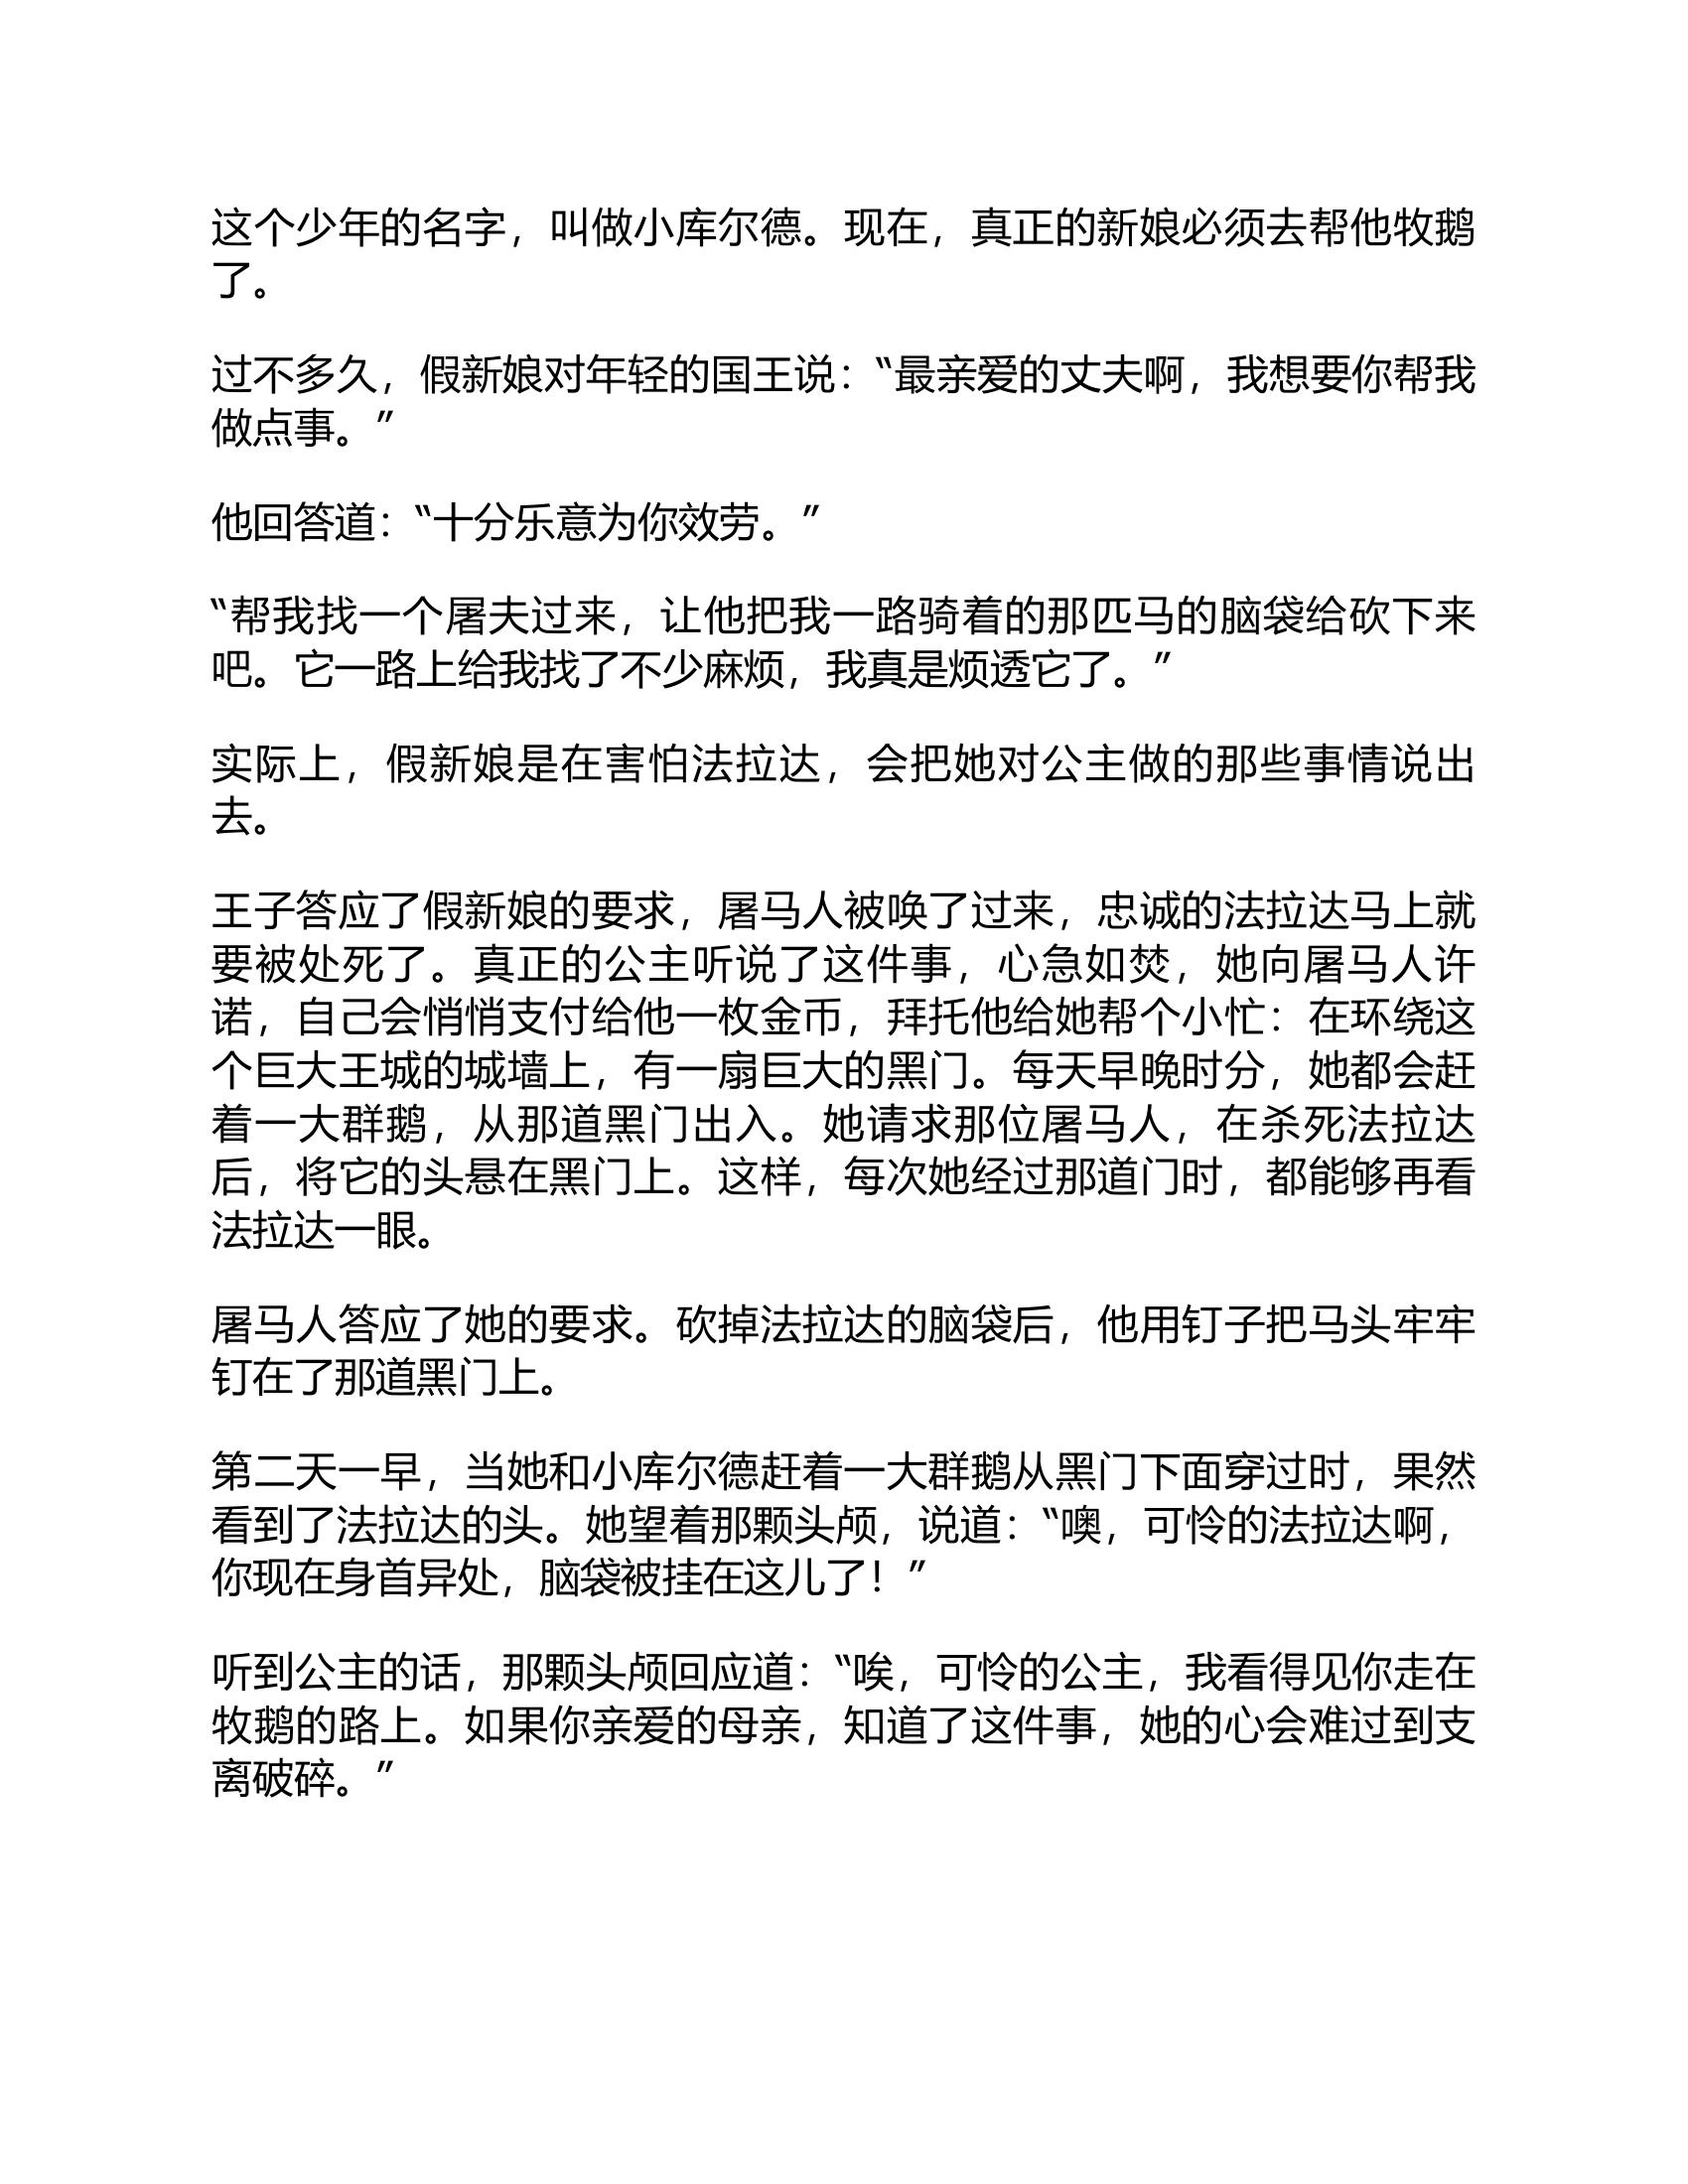 这个少年的名字，叫做小库尔德。现在，真正的新娘必须去帮他牧鹅
了。
过不多久，假新娘对年轻的国王说：“最亲爱的丈夫啊，我想要你帮我
做点事。”
他回答道：“十分乐意为你效劳。”
“帮我找一个屠夫过来，让他把我一路骑着的那匹马的脑袋给砍下来
吧。它一路上给我找了不少麻烦，我真是烦透它了。”
实际上，假新娘是在害怕法拉达，会把她对公主做的那些事情说出
去。
王子答应了假新娘的要求，屠马人被唤了过来，忠诚的法拉达马上就
要被处死了。真正的公主听说了这件事，心急如焚，她向屠马人许
诺，自己会悄悄支付给他一枚金币，拜托他给她帮个小忙：在环绕这
个巨大王城的城墙上，有一扇巨大的黑门。每天早晚时分，她都会赶
着一大群鹅，从那道黑门出入。她请求那位屠马人，在杀死法拉达
后，将它的头悬在黑门上。这样，每次她经过那道门时，都能够再看
法拉达一眼。
屠马人答应了她的要求。砍掉法拉达的脑袋后，他用钉子把马头牢牢
钉在了那道黑门上。
第二天一早，当她和小库尔德赶着一大群鹅从黑门下面穿过时，果然
看到了法拉达的头。她望着那颗头颅，说道：“噢，可怜的法拉达啊，
你现在身首异处，脑袋被挂在这儿了！”
听到公主的话，那颗头颅回应道：“唉，可怜的公主，我看得见你走在
牧鹅的路上。如果你亲爱的母亲，知道了这件事，她的心会难过到支
离破碎。”